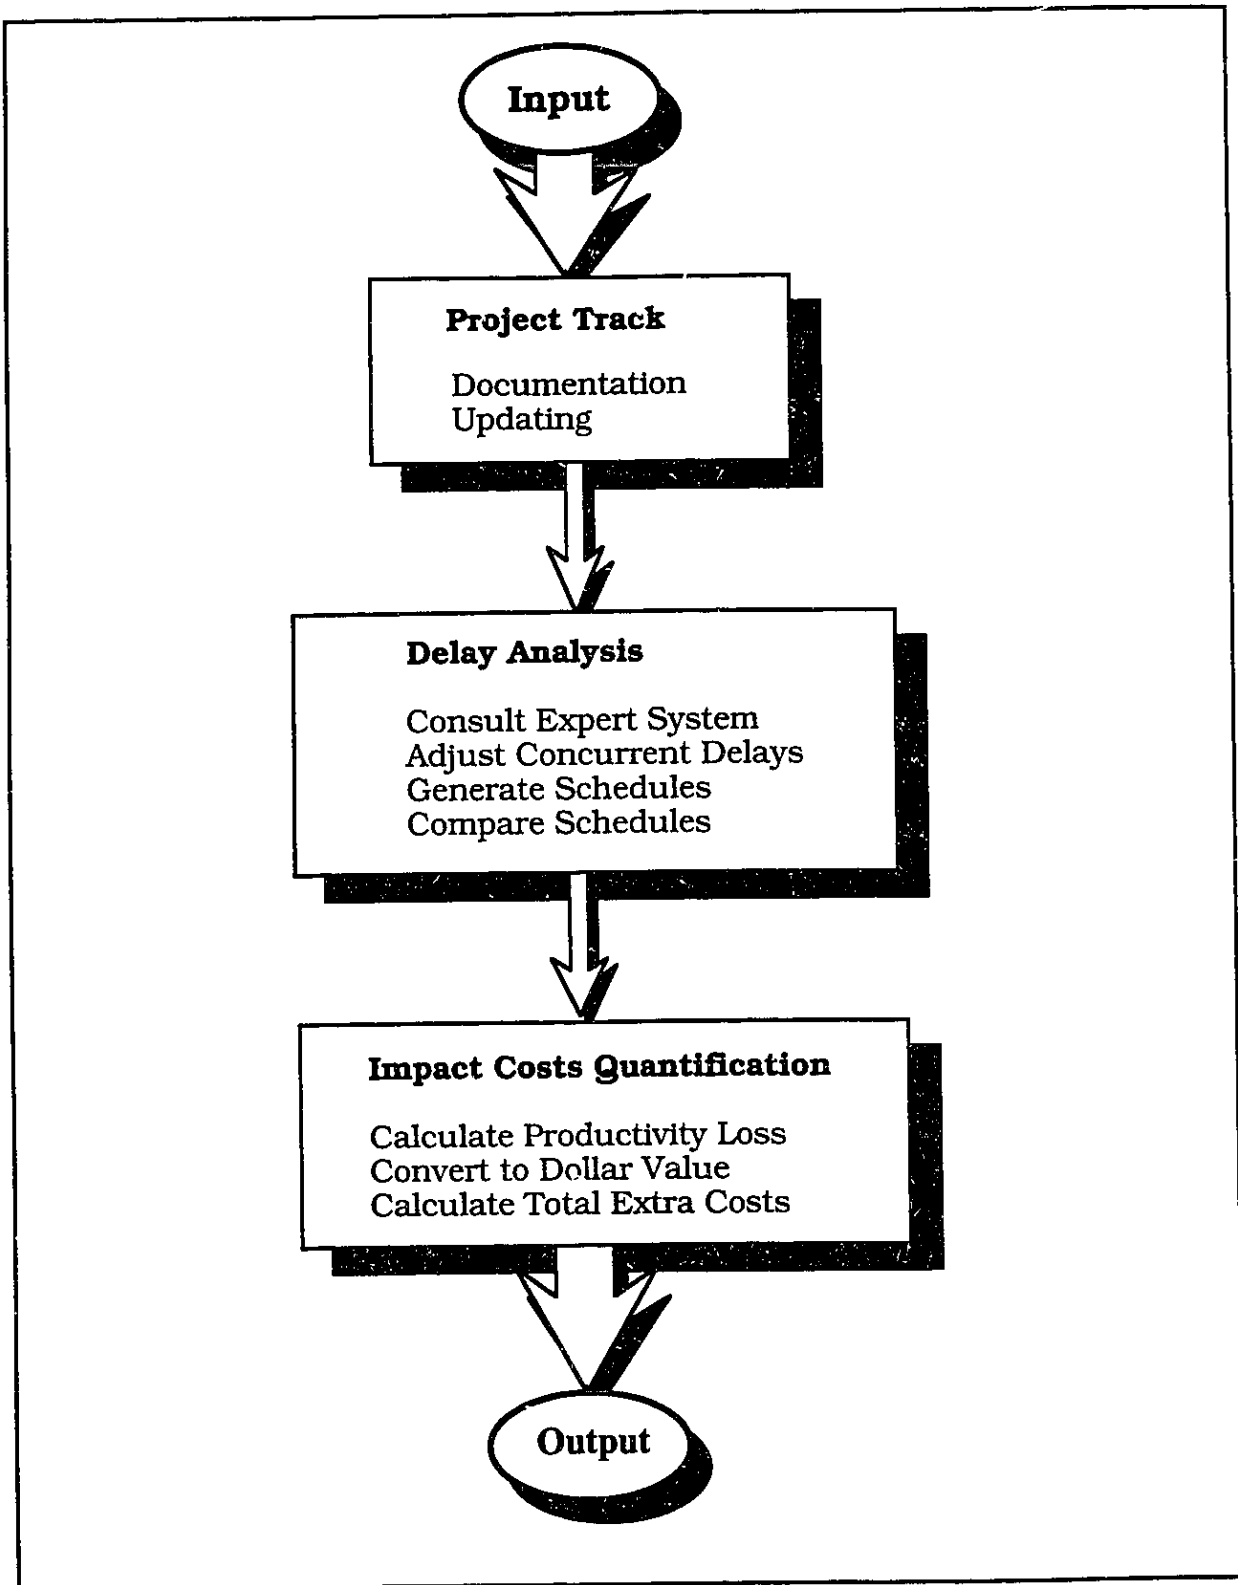 Input
Project Track
Documentation
Updating
Delay Analysis
Consult Expert System
Adjust Concurrent Delays
Generate Schedules
Compare Schedules
Impact Costs Quantification
Calculate Productivity Loss
Convert to Dollar Value
Calculate Total Extra Costs
Output